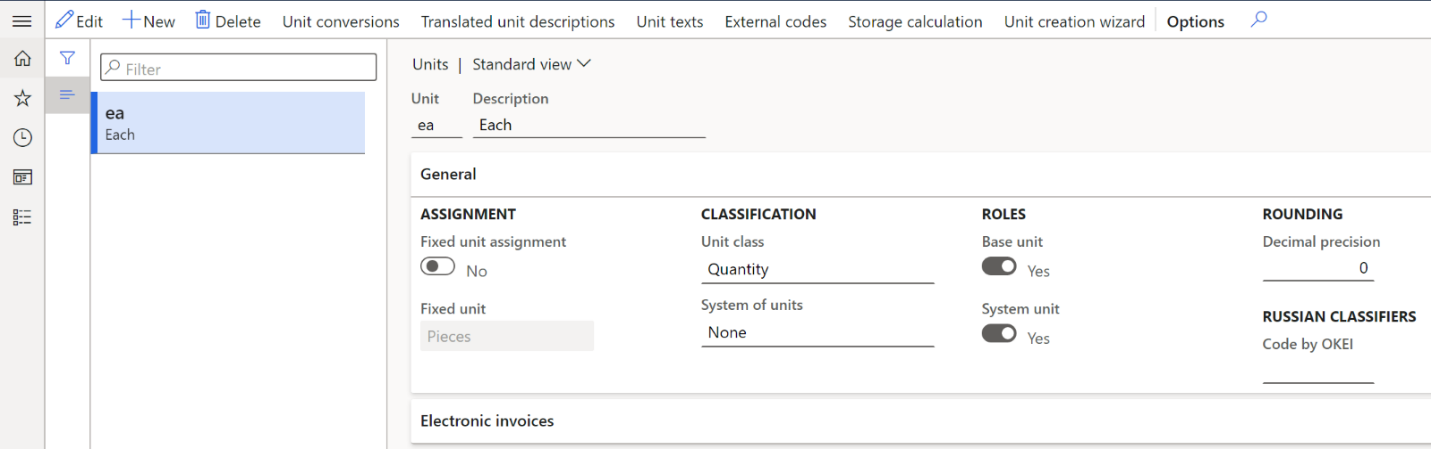 Edit New Delete Unit conversions Translated unit descriptions Unit texts External codes Storage calculation Unit creation wizard Options
Filter
ea
Each
Units | Standard view
Unit Description
ea Each
General
ASSIGNMENT CLASSIFICATION ROLES ROUNDING
Fixed unit assignment Unit class Base unit Decimal precision
No Quantity Yes 0
Fixed unit System of units System unit RUSSIAN CLASSIFIERS
Pieces None Yes Code by OKEI
Electronic invoices